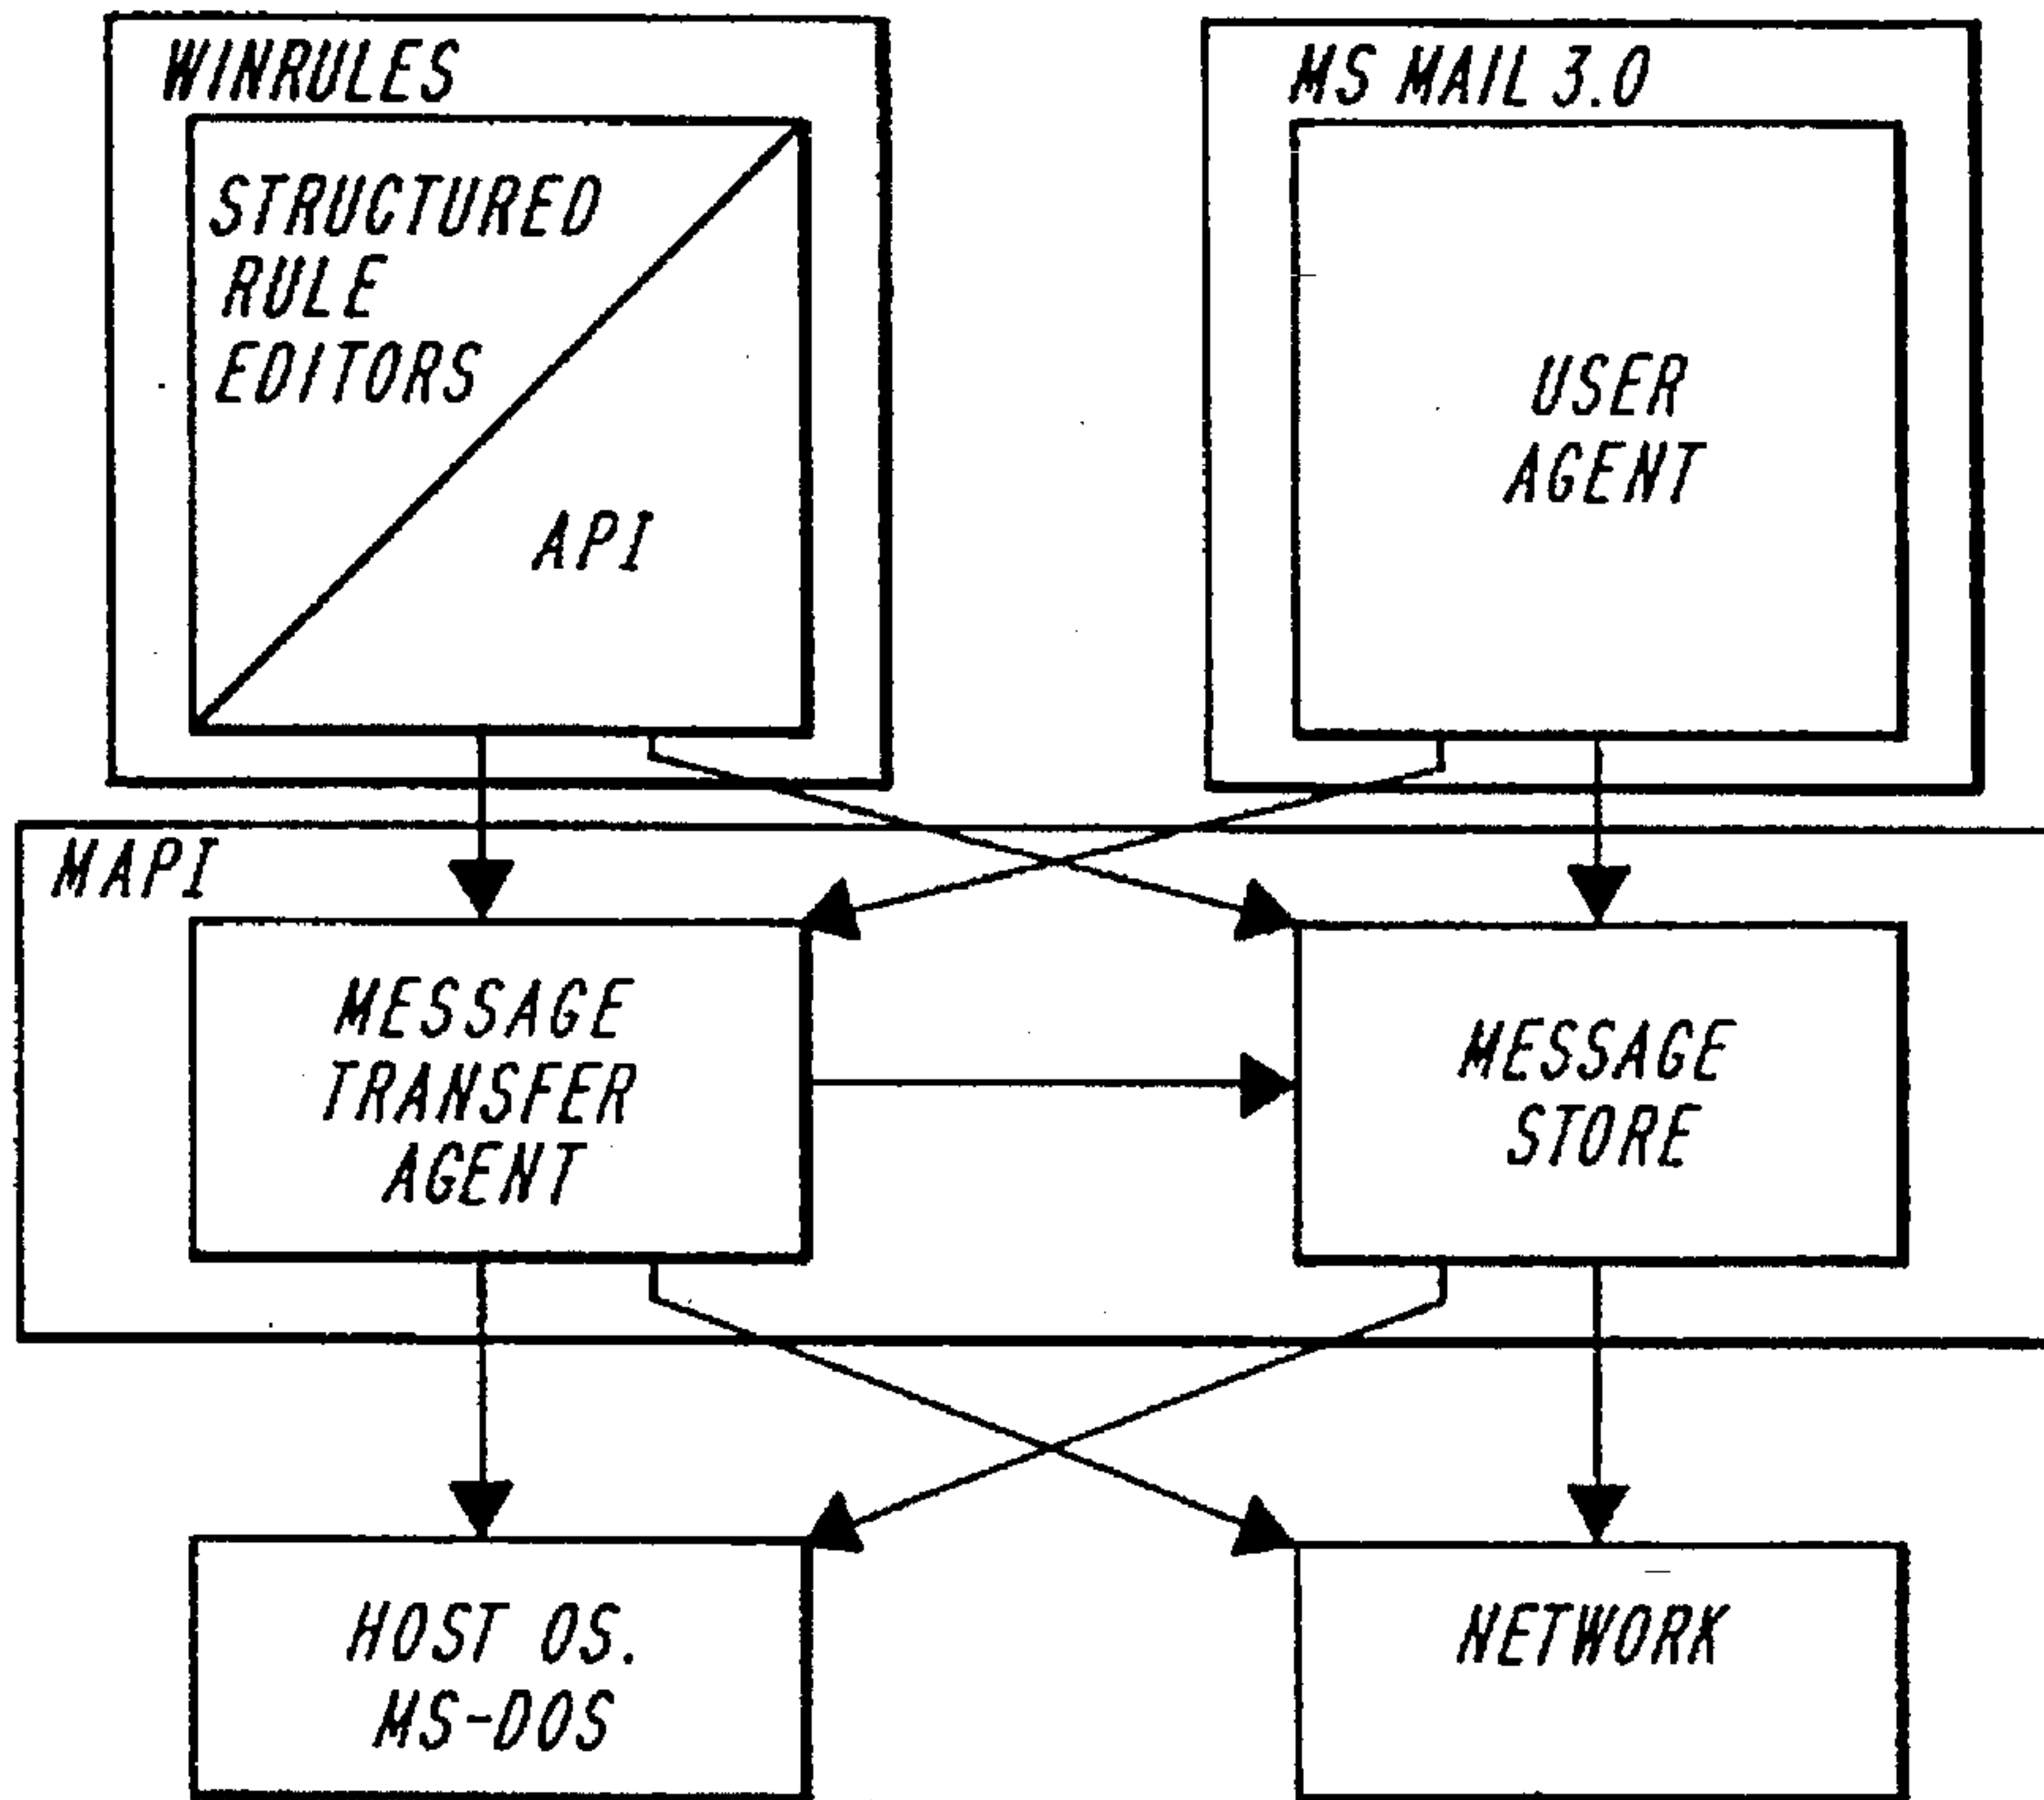 WINRULES
STRUCTURED
RULE
EDITORS
API
MS MAIL 3.0
USER
AGENT
MAPI
MESSAGE
TRANSFER
AGENT
MESSAGE
STORE
HOST OS.
MS-DOS
NETWORK